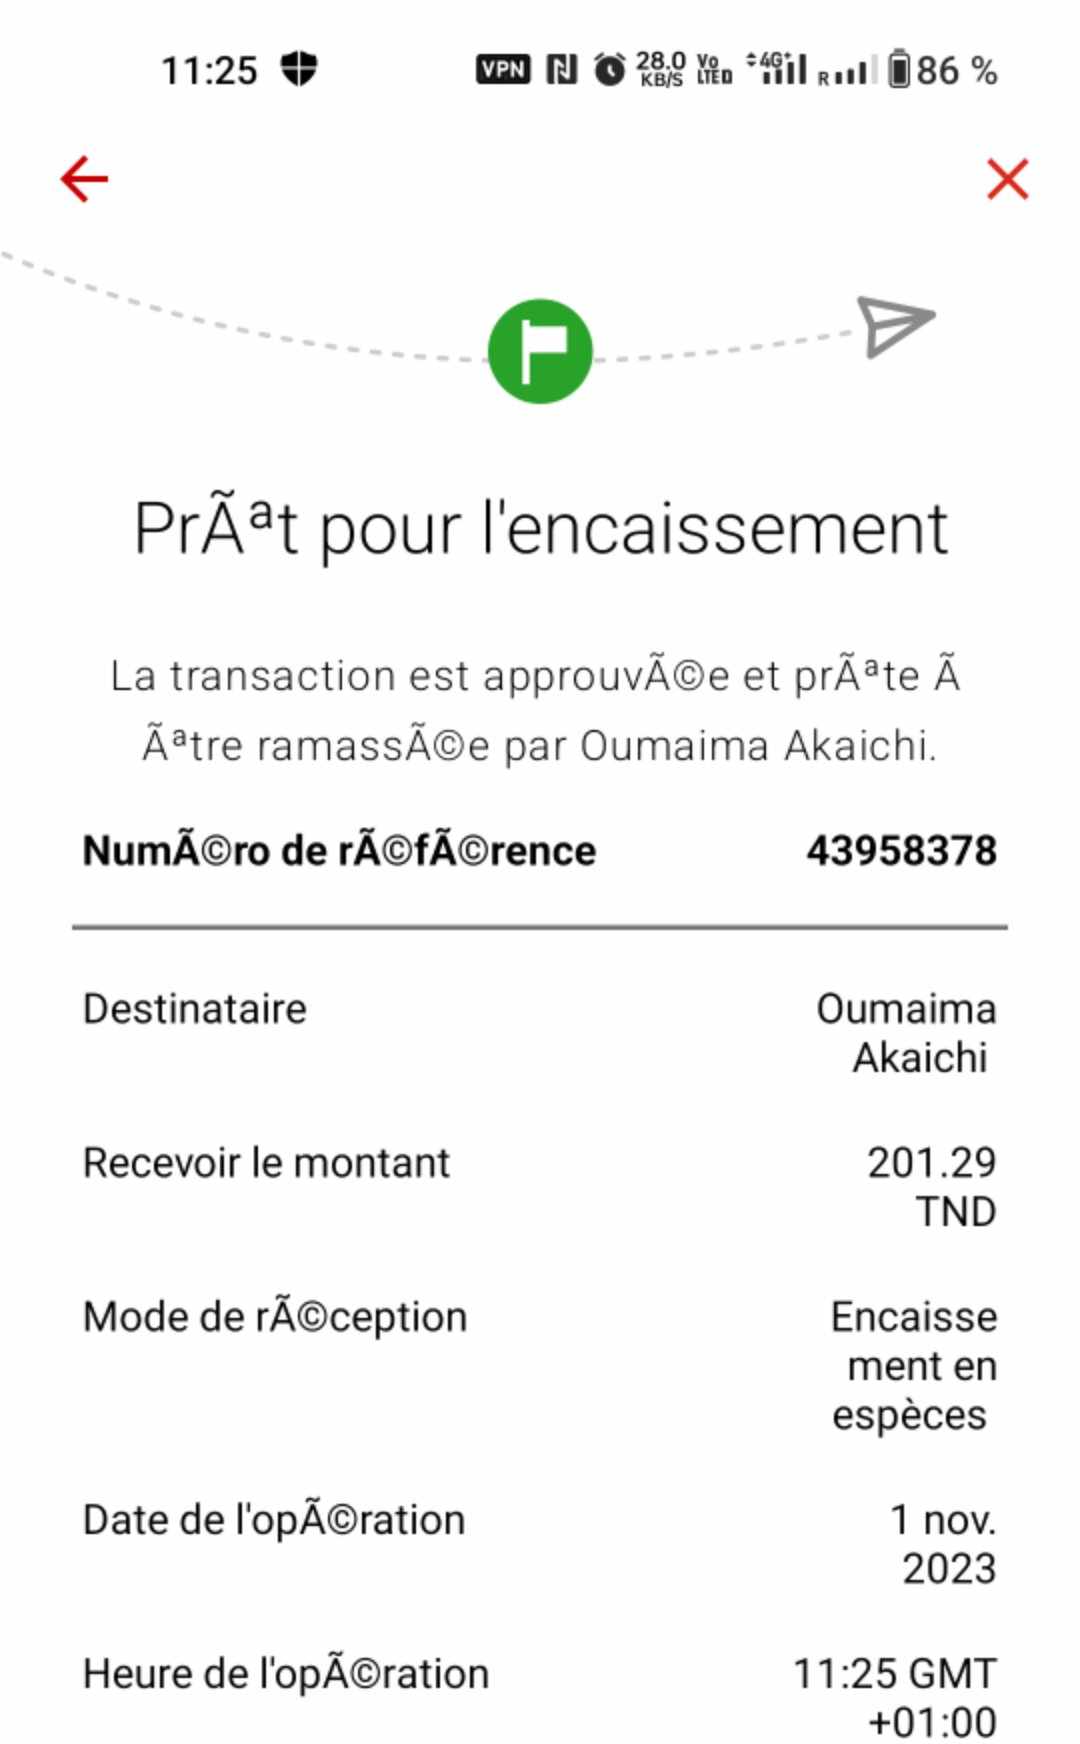 11:25 VPN 28.0 KB/S Vo LTED 4G+ R 86 %
PrÃªt pour l'encaissement
La transaction est approuvÃ©e et prÃªte Ã
Ãªtre ramassÃ©e par Oumaima Akaichi.
NumÃ©ro de rÃ©fÃ©rence 43958378
Destinataire Oumaima
Akaichi
Recevoir le montant 201.29
TND
Mode de rÃ©ception Encaisse
ment en
espèces
Date de l'opÃ©ration 1 nov.
2023
Heure de l'opÃ©ration 11:25 GMT
+01:00